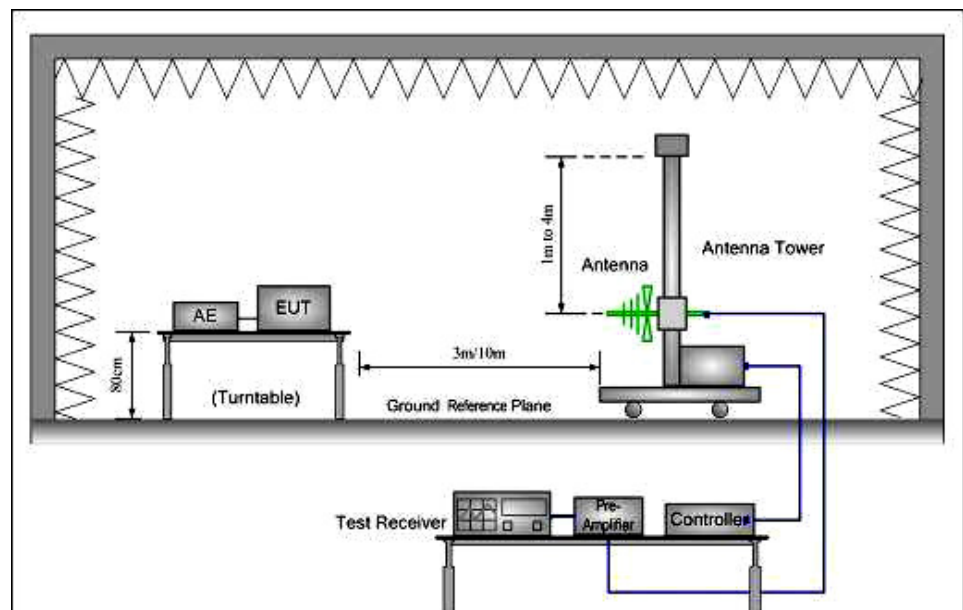 1m to 4m
Antenna Tower
Antenna
AE
EUT
80cm
3m/10m
(Turntable)
Ground Reference Plane
Test Receiver
Pre-
Amplifier
Controller